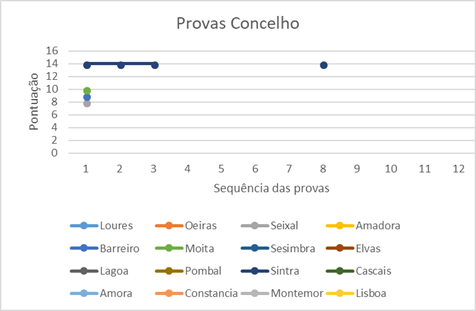 Provas Concelho
Pontuação
16
14
12
10
8
6
4
2
0
1 2 3 4 5 6 7 8 9 10 11 12
Sequência das provas
Loures Oeiras Seixal Amadora
Barreiro Moita Sesimbra Elvas
Lagoa Pombal Sintra Cascais
Amora Constancia Montemor Lisboa